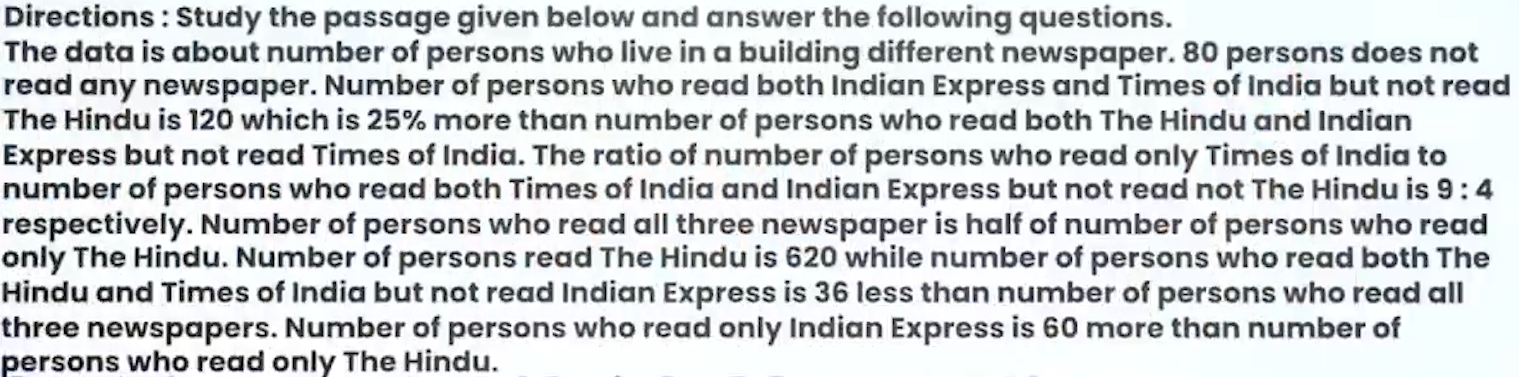 Directions : Study the passage given below and answer the following questions.
The data is about number of persons who live in a building different newspaper. 80 persons does not
read any newspaper. Number of persons who read both Indian Express and Times of India but not read
The Hindu is 120 which is 25% more than number of persons who read both The Hindu and Indian
Express but not read Times of India. The ratio of number of persons who read only Times of India to
number of persons who read both Times of India and Indian Express but not read not The Hindu is 9 : 4
respectively. Number of persons who read all three newspaper is half of number of persons who read
only The Hindu. Number of persons read The Hindu is 620 while number of persons who read both The
Hindu and Times of India but not read Indian Express is 36 less than number of persons who read all
three newspapers. Number of persons who read only Indian Express is 60 more than number of
persons who read only The Hindu.